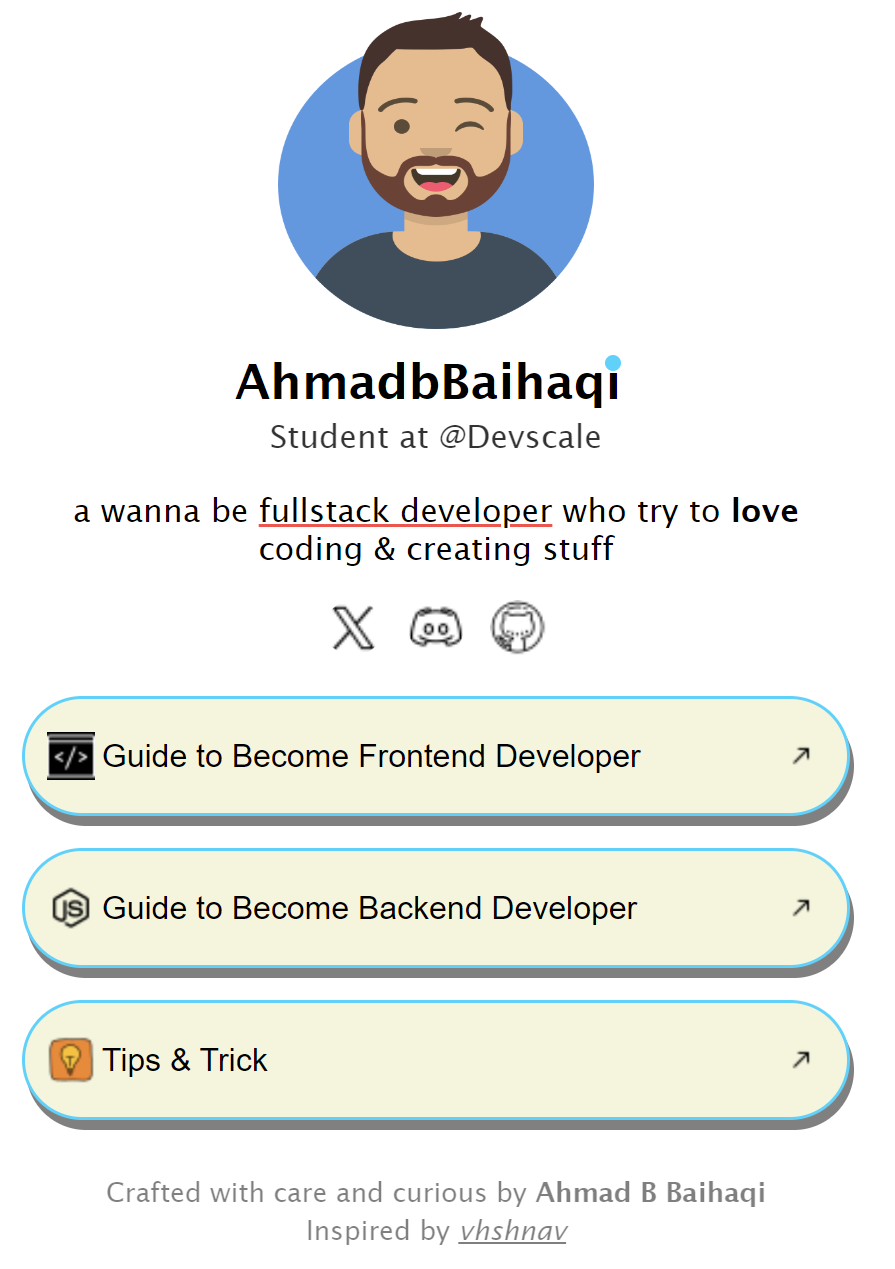 AhmadbBaihaqi
Student at @Devscale
a wanna be fullstack developer who try to love
coding & creating stuff
</> Guide to Become Frontend Developer
JS Guide to Become Backend Developer
Tips & Trick
Crafted with care and curious by Ahmad B Baihaqi
Inspired by vhshnav